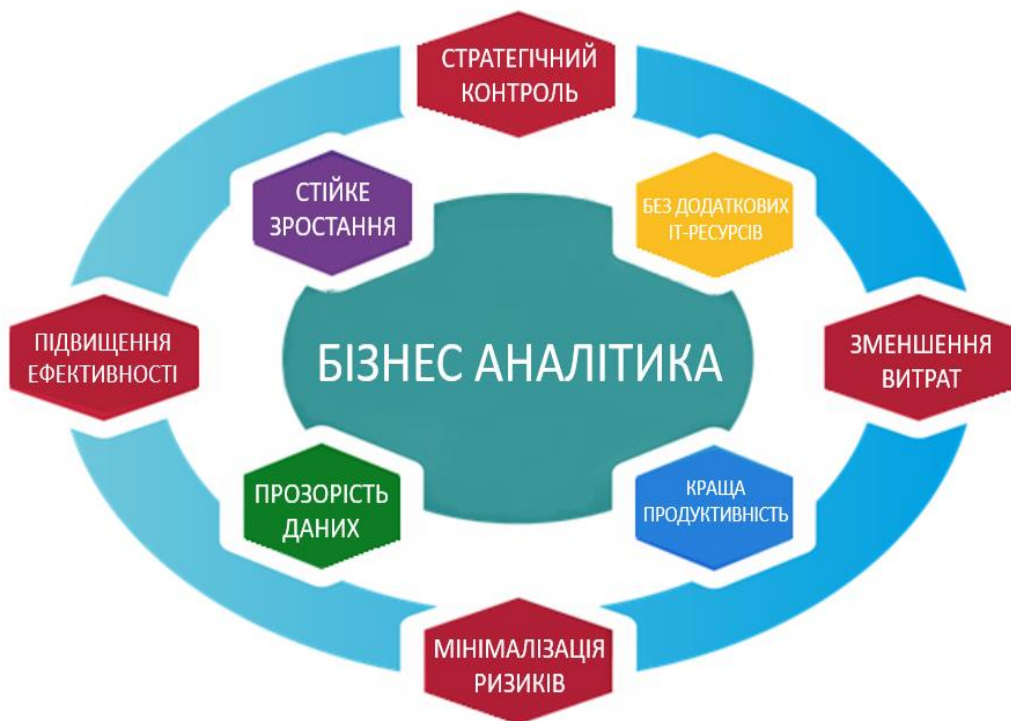 СТРАТЕГІЧНИЙ
КОНТРОЛЬ
СТІЙКЕ
ЗРОСТАННЯ
БЕЗ ДОДАТКОВИХ
ІТ-РЕСУРСІВ
ПІДВИЩЕННЯ
ЕФЕКТИВНОСТІ
БІЗНЕС АНАЛІТИКА
ЗМЕНШЕННЯ
ВИТРАТ
ПРОЗОРІСТЬ
ДАНИХ
КРАЩА
ПРОДУКТИВНІСТЬ
МІНІМАЛІЗАЦІЯ
РИЗИКІВ